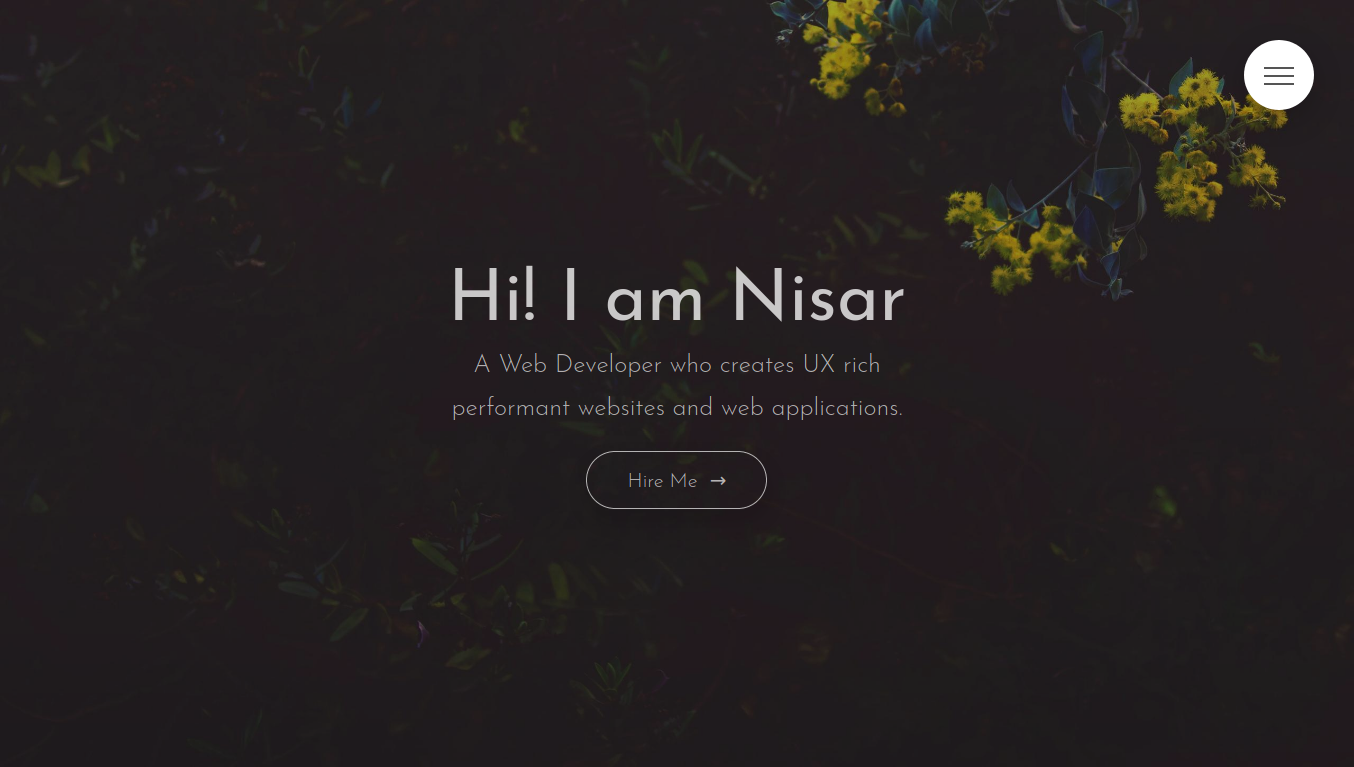 Hi! I am Nisar
A Web Developer who creates UX rich
performant websites and web applications.
Hire Me →